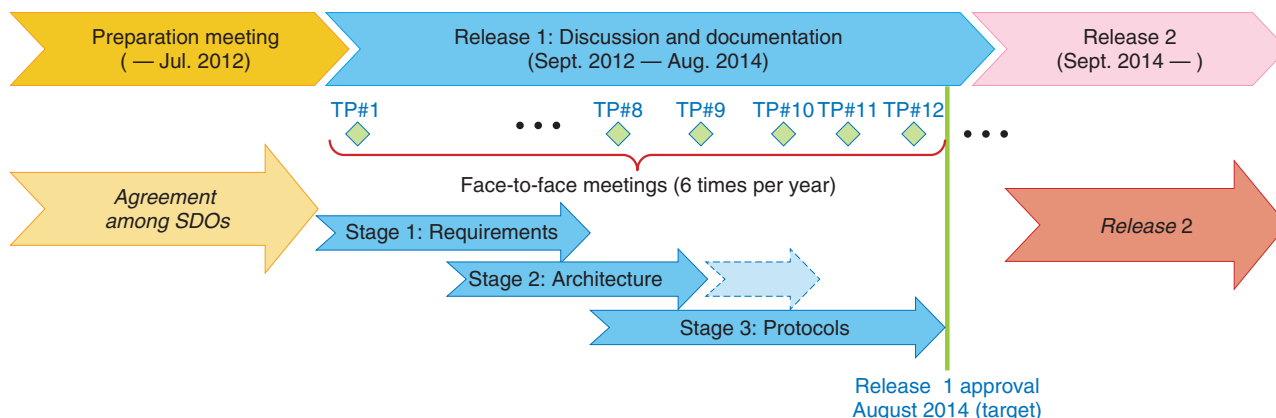 Preparation meeting
( — Jul. 2012)
Release 1: Discussion and documentation
(Sept. 2012 — Aug. 2014)
Release 2
(Sept. 2014 — )
TP#1
• • •
TP#8
TP#9
TP#10
TP#11
TP#12
• • •
Face-to-face meetings (6 times per year)
Agreement
among SDOs
Stage 1: Requirements
Release 2
Stage 2: Architecture
Stage 3: Protocols
Release 1 approval
August 2014 (target)